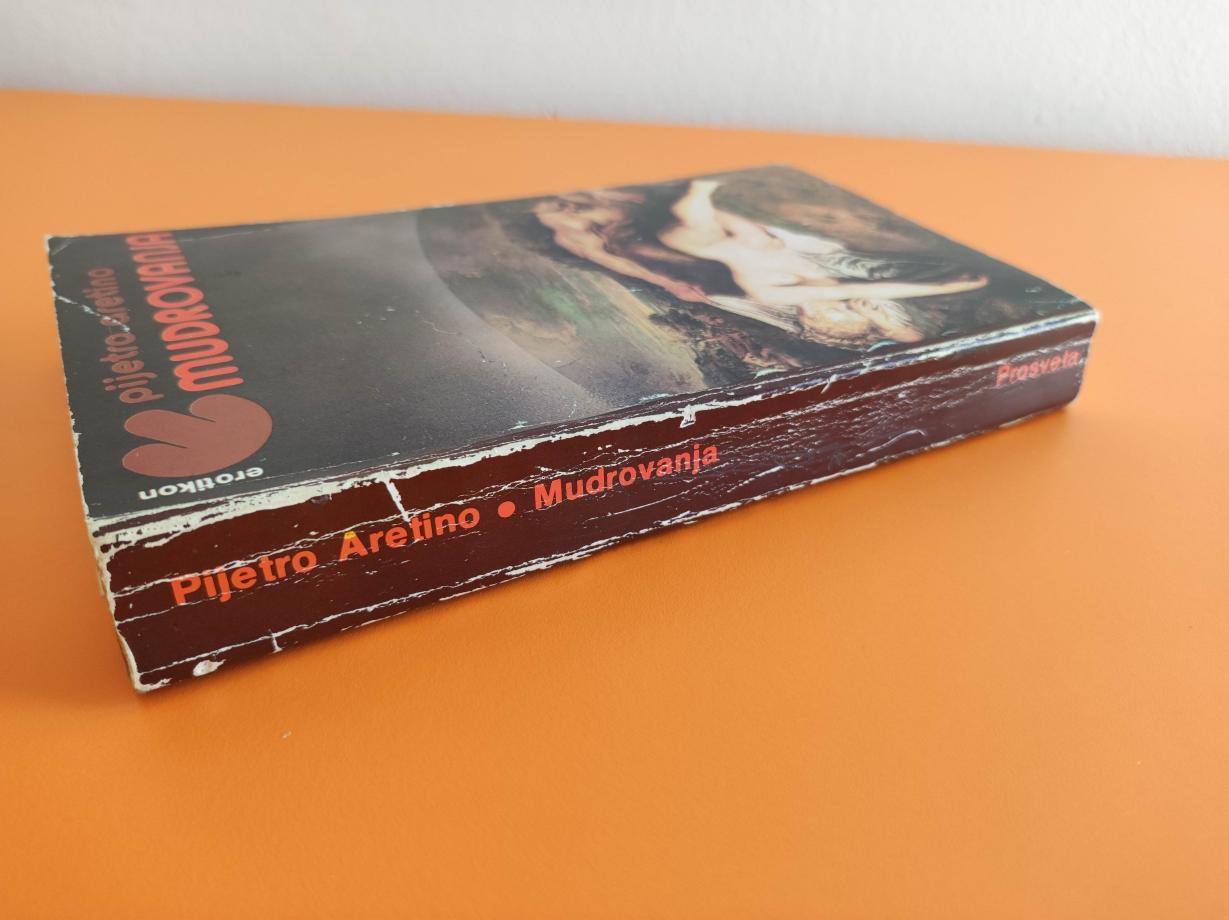 pijetro aretino
MUDROVANJA
erotikon
Pijetro Aretino • Mudrovanja
Prosveta